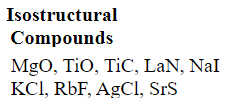 Isostructural
Compounds
MgO, TiO, TiC, LaN, NaI
KCl, RbF, AgCl, SrS